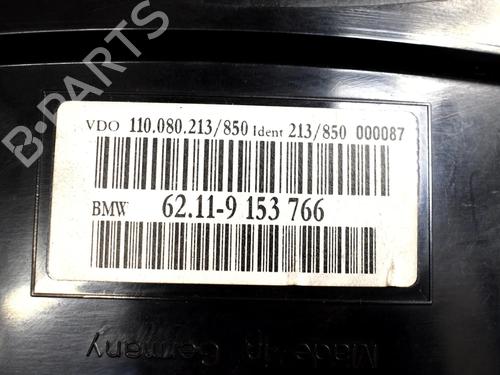 B-PARTS
VDO 110.080.213/850 Ident 213/850 000087
BMW 62.11-9 153 766
Made in Germany